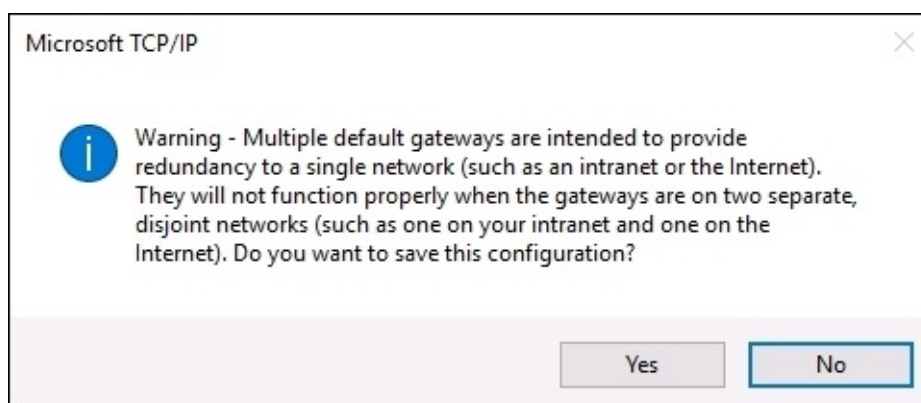 Microsoft TCP/IP
Warning - Multiple default gateways are intended to provide
redundancy to a single network (such as an intranet or the Internet).
They will not function properly when the gateways are on two separate,
disjoint networks (such as one on your intranet and one on the
Internet). Do you want to save this configuration?
Yes No